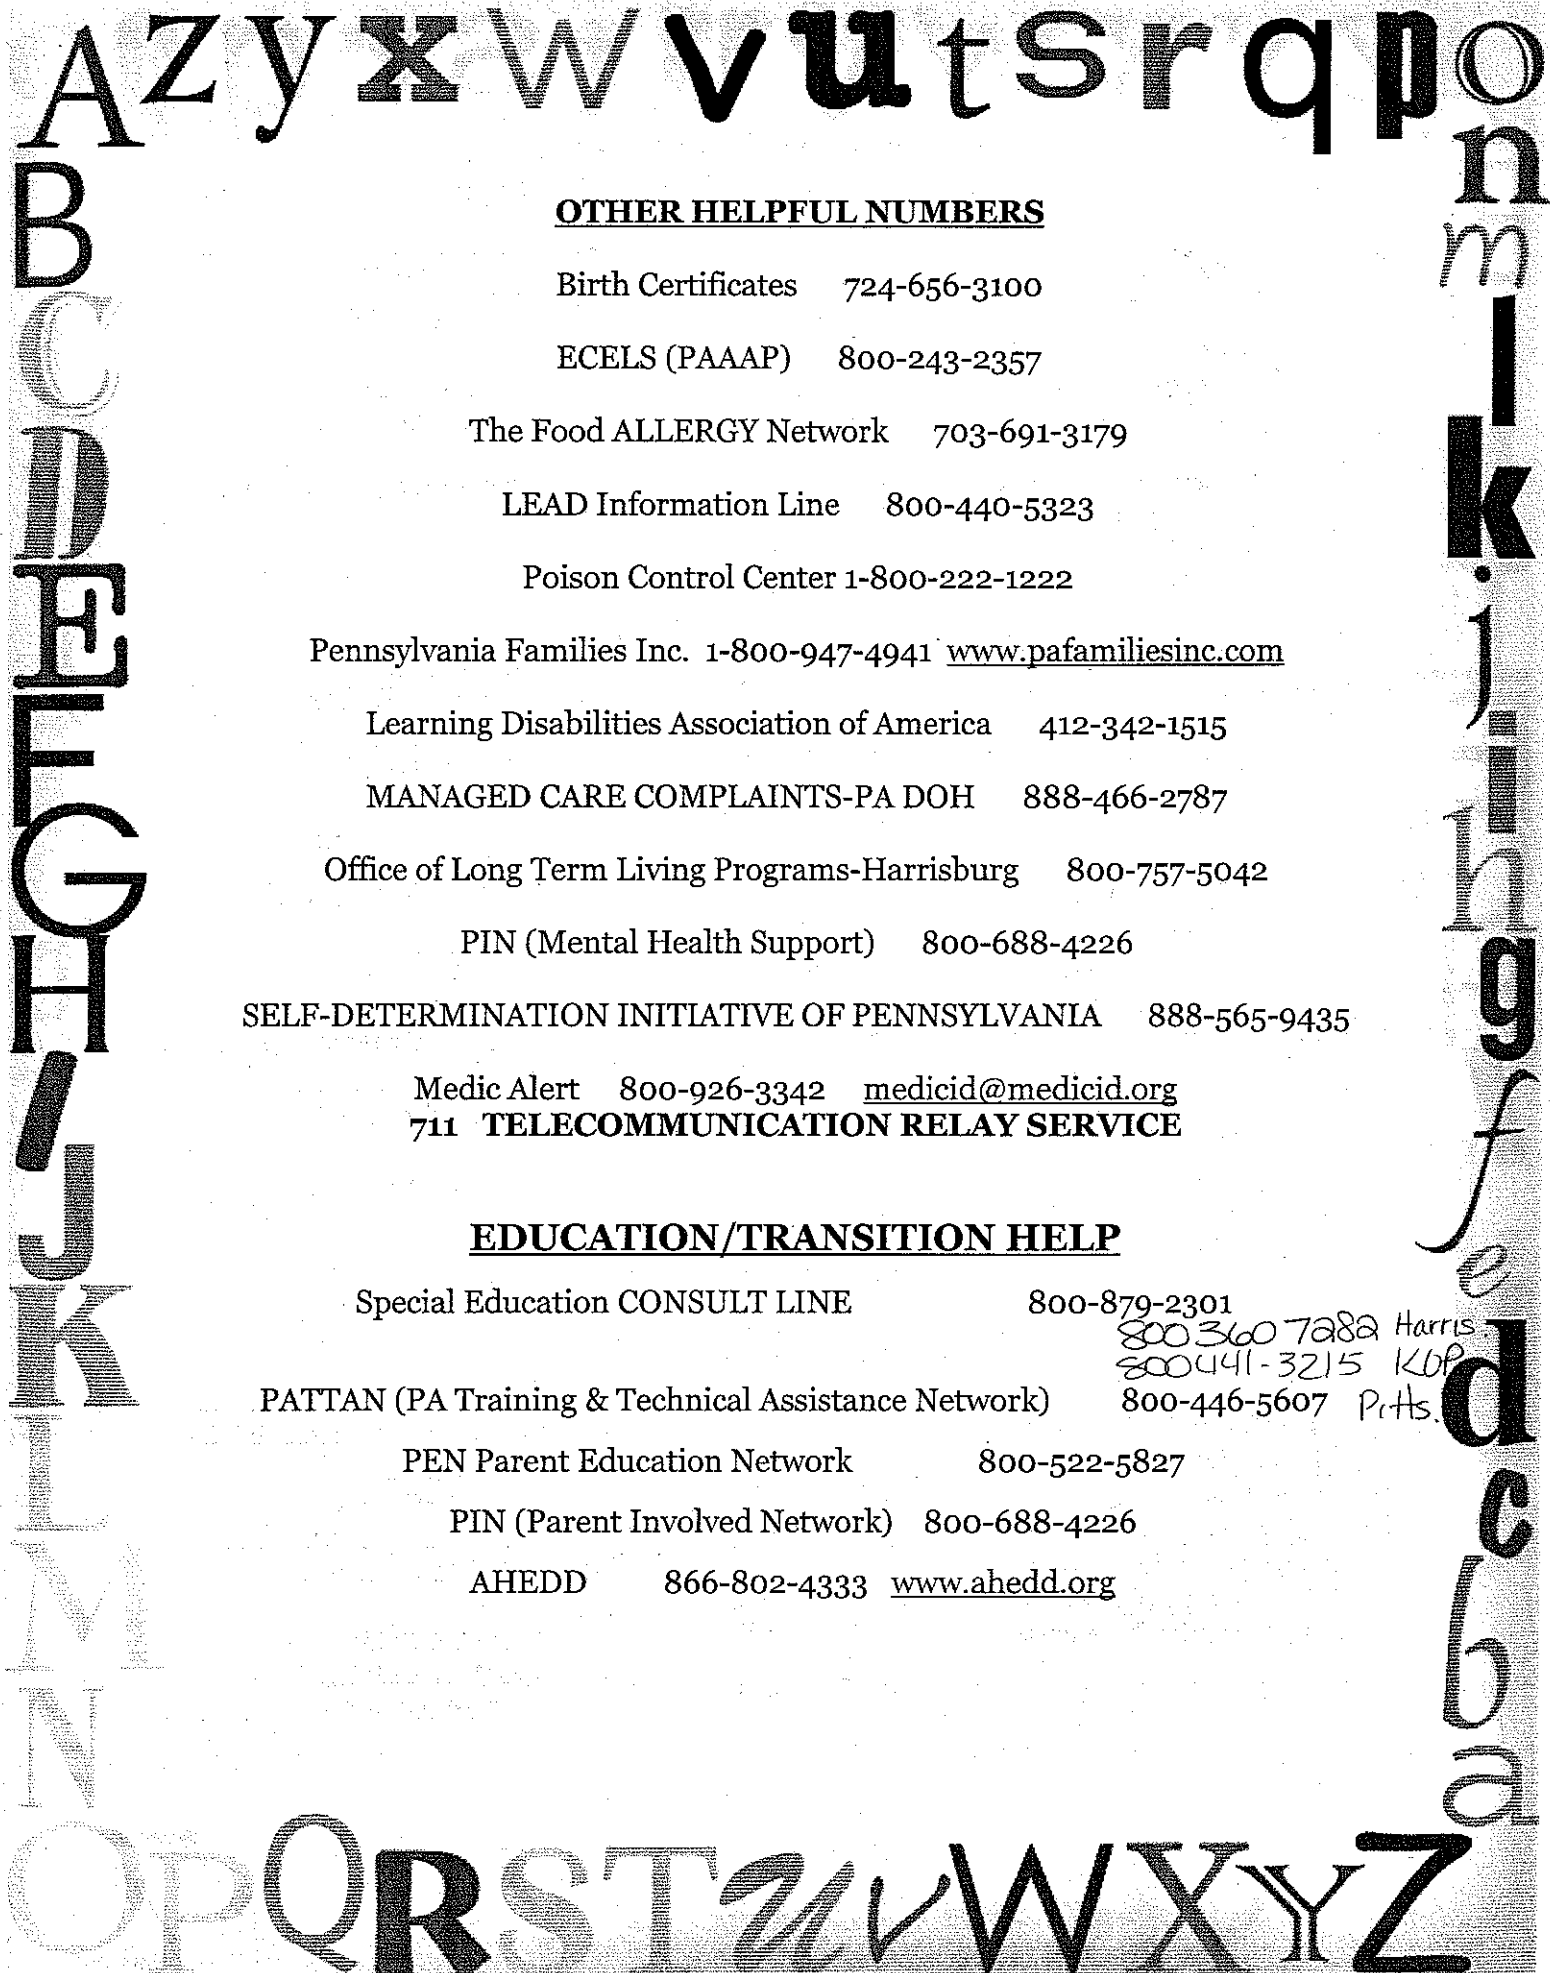 A z y x w v u t s r q p o
n
m
l
k
j
i
h
g
f
e
d
c
b
a
B
C
D
E
F
G
H
I
J
K
L
M
N
O P Q R S T U V W X Y Z
OTHER HELPFUL NUMBERS
Birth Certificates 724-656-3100
ECELS (PAAAP) 800-243-2357
The Food ALLERGY Network 703-691-3179
LEAD Information Line 800-440-5323
Poison Control Center 1-800-222-1222
Pennsylvania Families Inc. 1-800-947-4941 www.pafamiliesinc.com
Learning Disabilities Association of America 412-342-1515
MANAGED CARE COMPLAINTS-PA DOH 888-466-2787
Office of Long Term Living Programs-Harrisburg 800-757-5042
PIN (Mental Health Support) 800-688-4226
SELF-DETERMINATION INITIATIVE OF PENNSYLVANIA 888-565-9435
Medic Alert 800-926-3342 medicid@medicid.org
711 TELECOMMUNICATION RELAY SERVICE
EDUCATION/TRANSITION HELP
Special Education CONSULT LINE 800-879-2301
800 360 7282 Harris.
800 441-3215 KOP
PATTAN (PA Training & Technical Assistance Network) 800-446-5607 Pitts.
PEN Parent Education Network 800-522-5827
PIN (Parent Involved Network) 800-688-4226
AHEDD 866-802-4333 www.ahedd.org